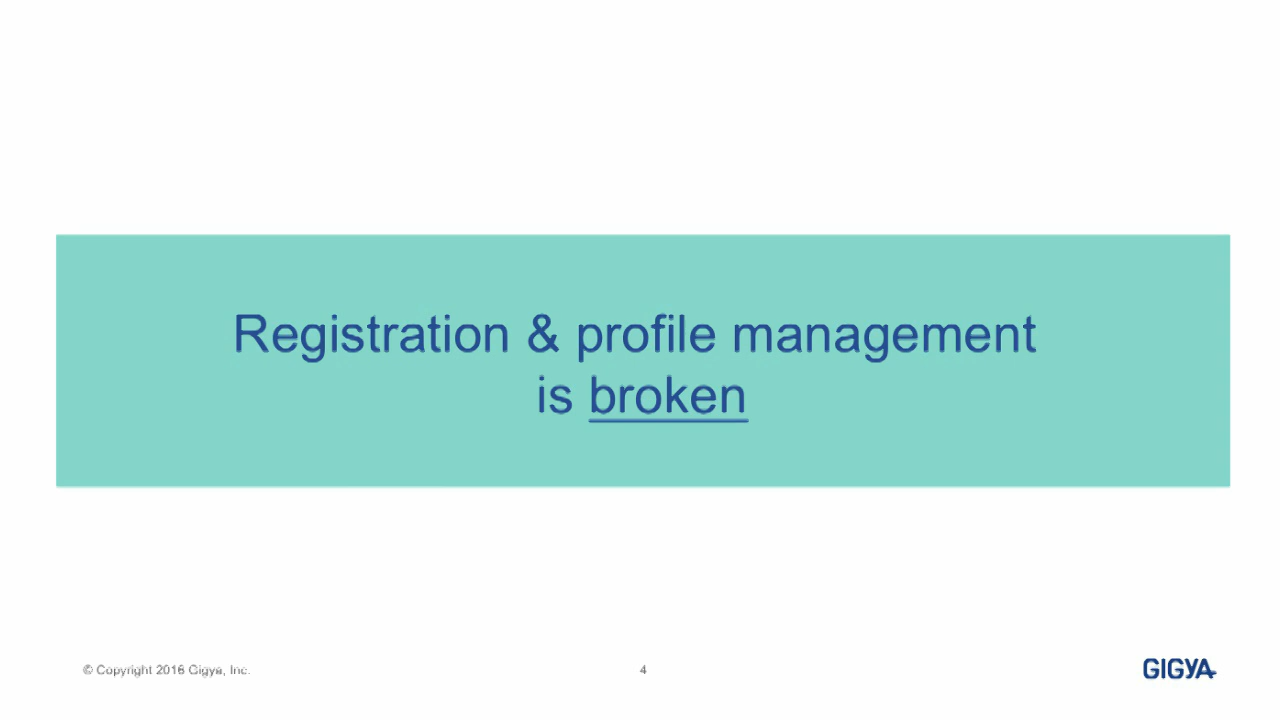 Registration & profile management
is broken
© Copyright 2016 Gigya, Inc.
4
GIGYA